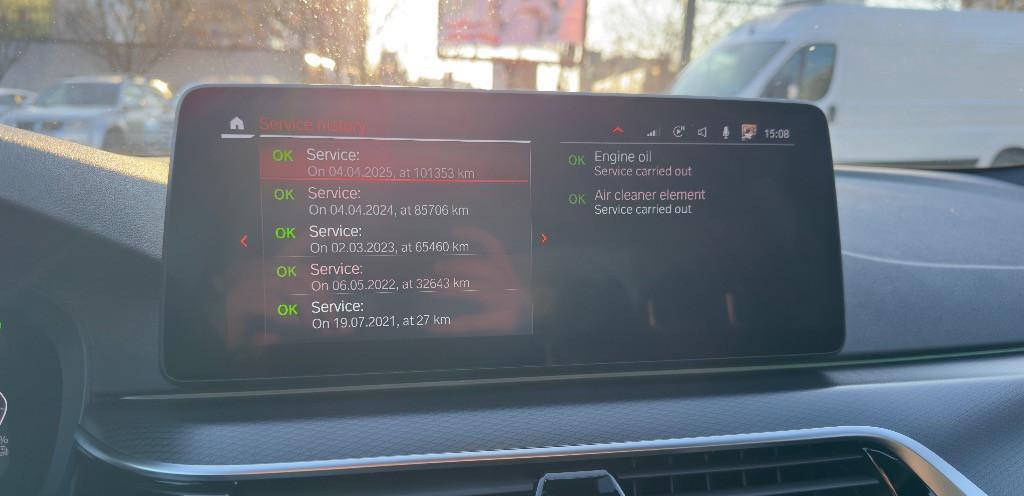 Service history
15:08
OK Service:
On 04.04.2025, at 101353 km
OK Service:
On 04.04.2024, at 85706 km
OK Service:
On 02.03.2023, at 65460 km
OK Service:
On 06.05.2022, at 32643 km
OK Service:
On 19.07.2021, at 27 km
OK Engine oil
Service carried out
OK Air cleaner element
Service carried out